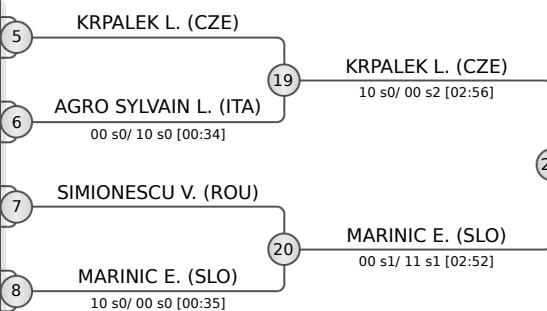 KRPALEK L. (CZE)
5
KRPALEK L. (CZE)
19
10 s0/ 00 s2 [02:56]
AGRO SYLVAIN L. (ITA)
6
00 s0/ 10 s0 [00:34]
SIMIONESCU V. (ROU)
7
MARINIC E. (SLO)
20
00 s1/ 11 s1 [02:52]
MARINIC E. (SLO)
8
10 s0/ 00 s0 [00:35]